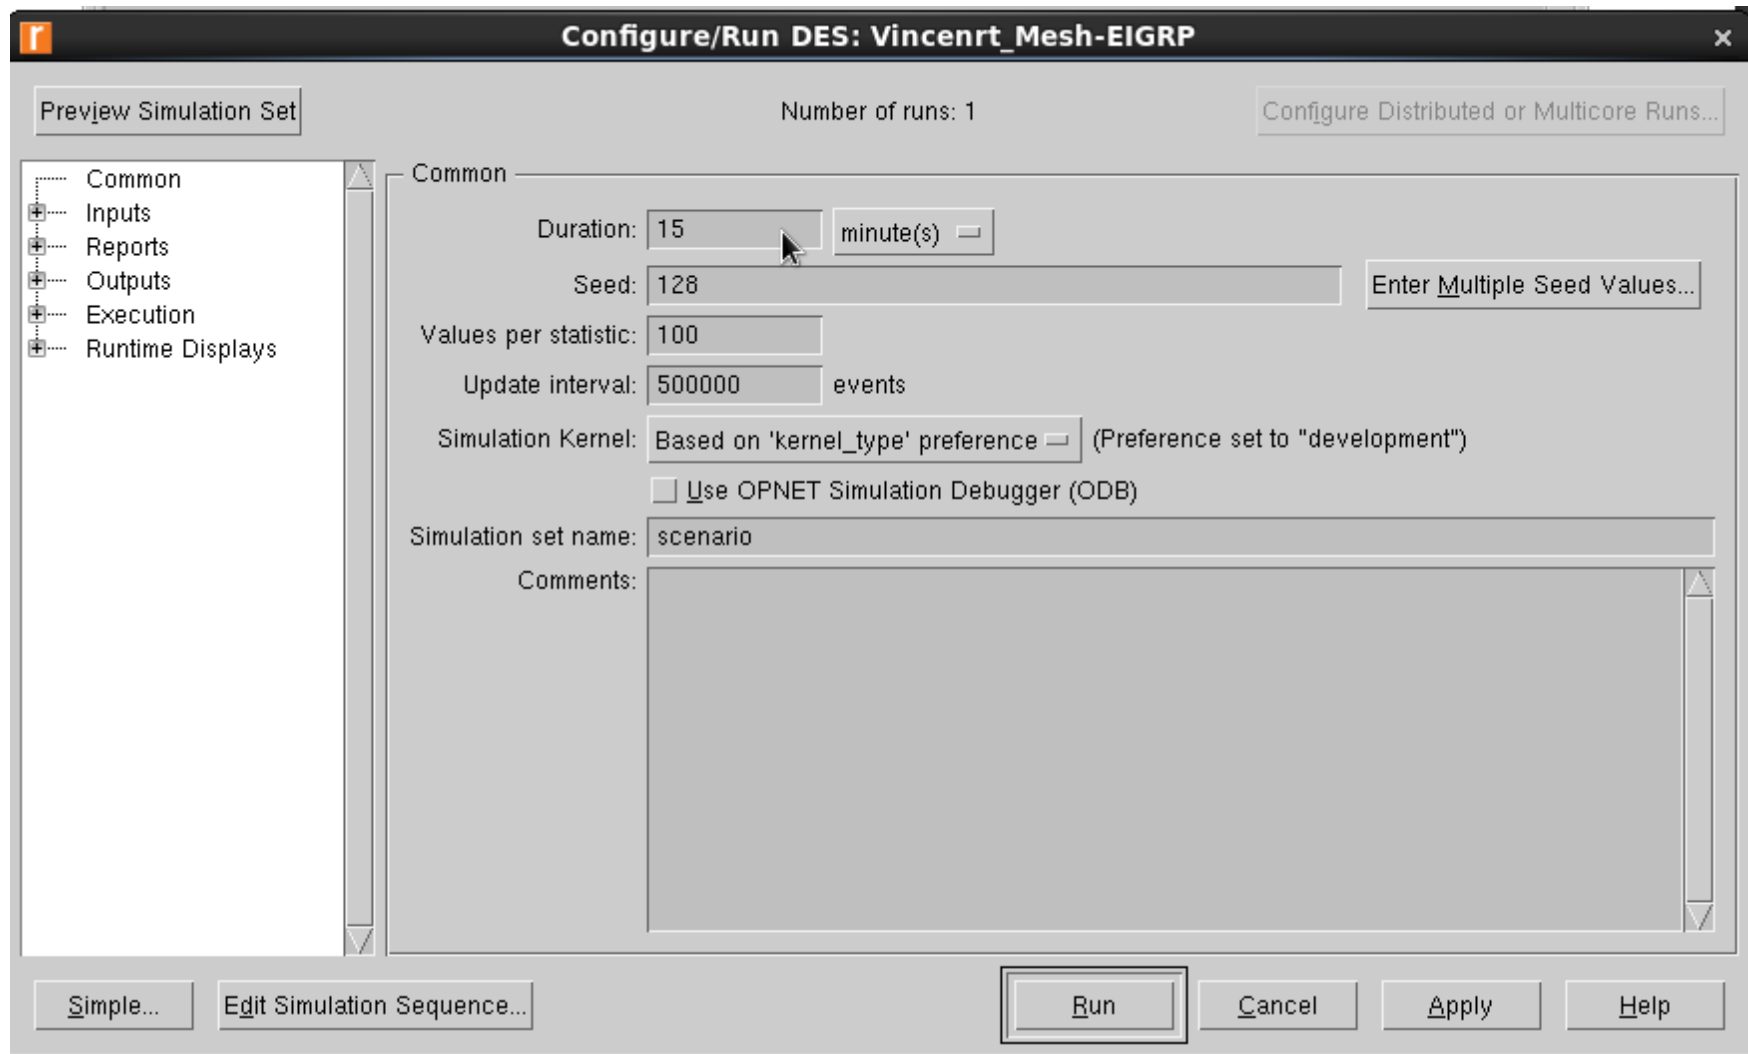 r
Configure/Run DES: Vincenrt_Mesh-EIGRP
×
Preview Simulation Set
Number of runs: 1
Configure Distributed or Multicore Runs...
Common
Inputs
Reports
Outputs
Execution
Runtime Displays
Common
Duration: 15 minute(s)
Seed: 128 Enter Multiple Seed Values...
Values per statistic: 100
Update interval: 500000 events
Simulation Kernel: Based on 'kernel_type' preference (Preference set to "development")
Use OPNET Simulation Debugger (ODB)
Simulation set name: scenario
Comments:
Simple... Edit Simulation Sequence... Run Cancel Apply Help